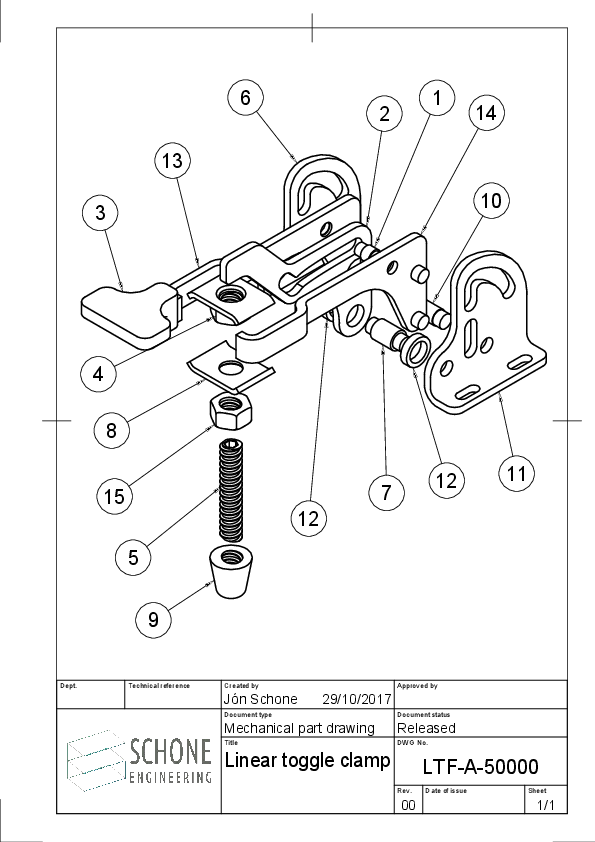 6
2
1
14
13
10
3
4
8
15
5
9
12
7
12
11
Dept.
Technical reference
Created by
Approved by
Jón Schone 29/10/2017
Document type
Document status
Mechanical part drawing
Released
Title
DWG No.
Linear toggle clamp
LTF-A-50000
SCHONE
ENGINEERING
Rev.
Date of issue
Sheet
00
1/1